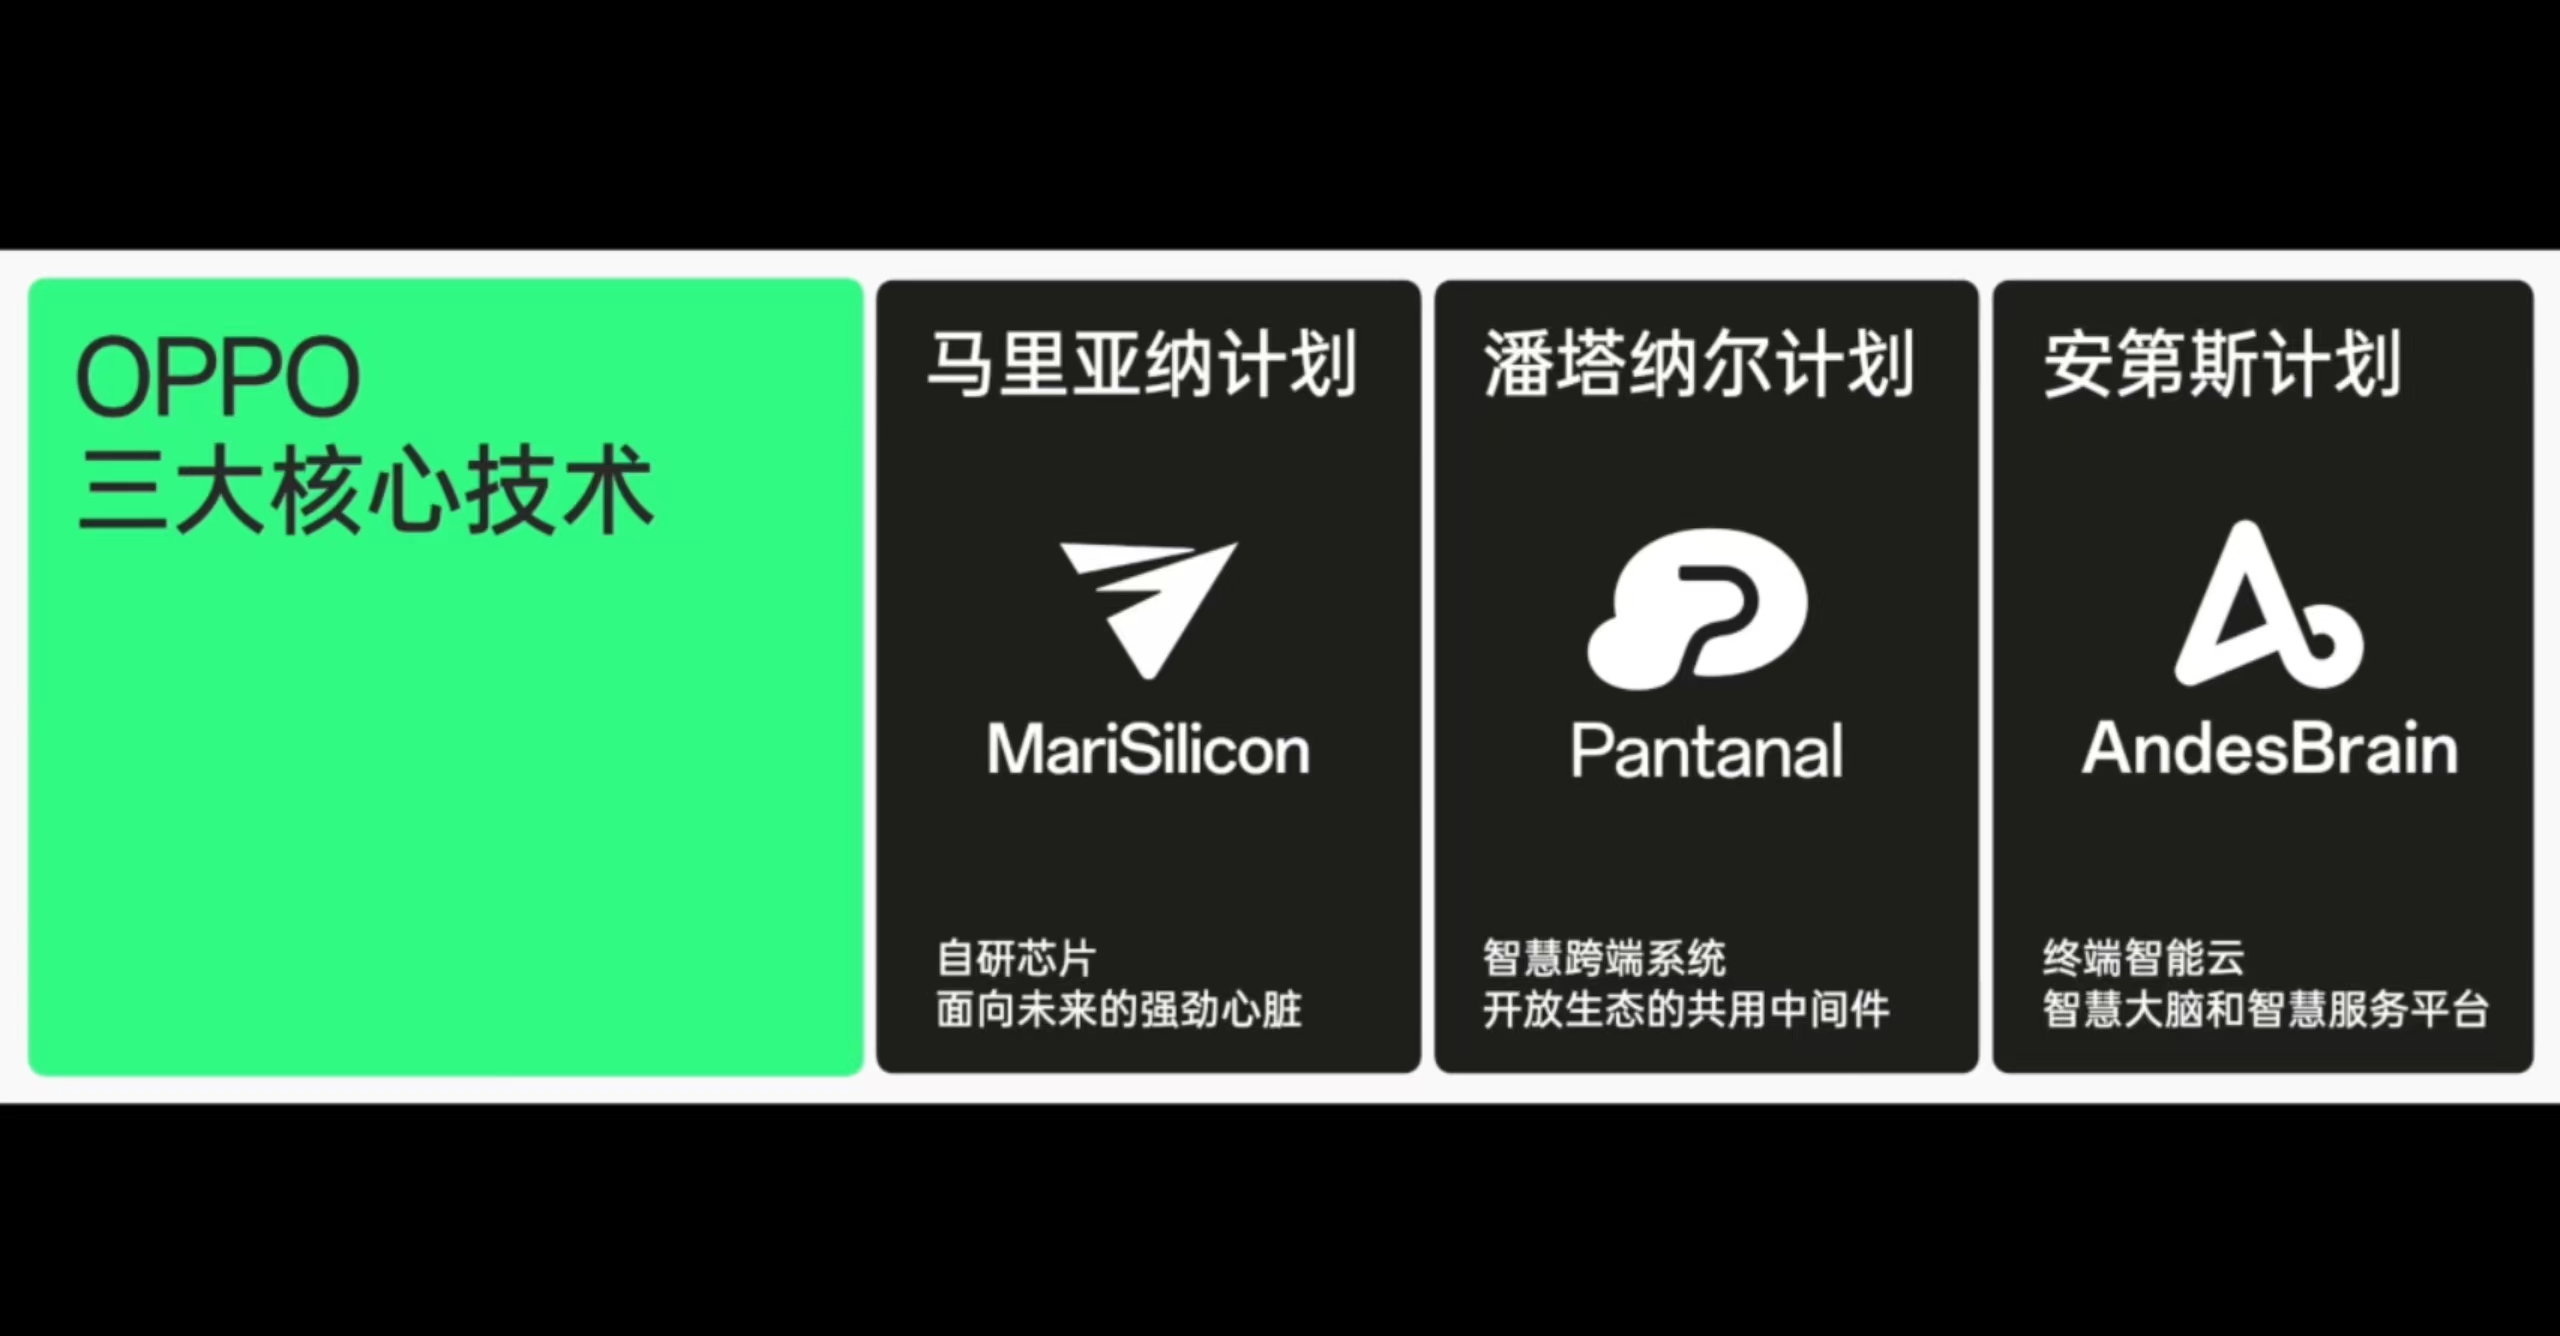 OPPO
三大核心技术
马里亚纳计划
MariSilicon
自研芯片
面向未来的强劲心脏
潘塔纳尔计划
Pantanal
智慧跨端系统
开放生态的共用中间件
安第斯计划
AndesBrain
终端智能云
智慧大脑和智慧服务平台